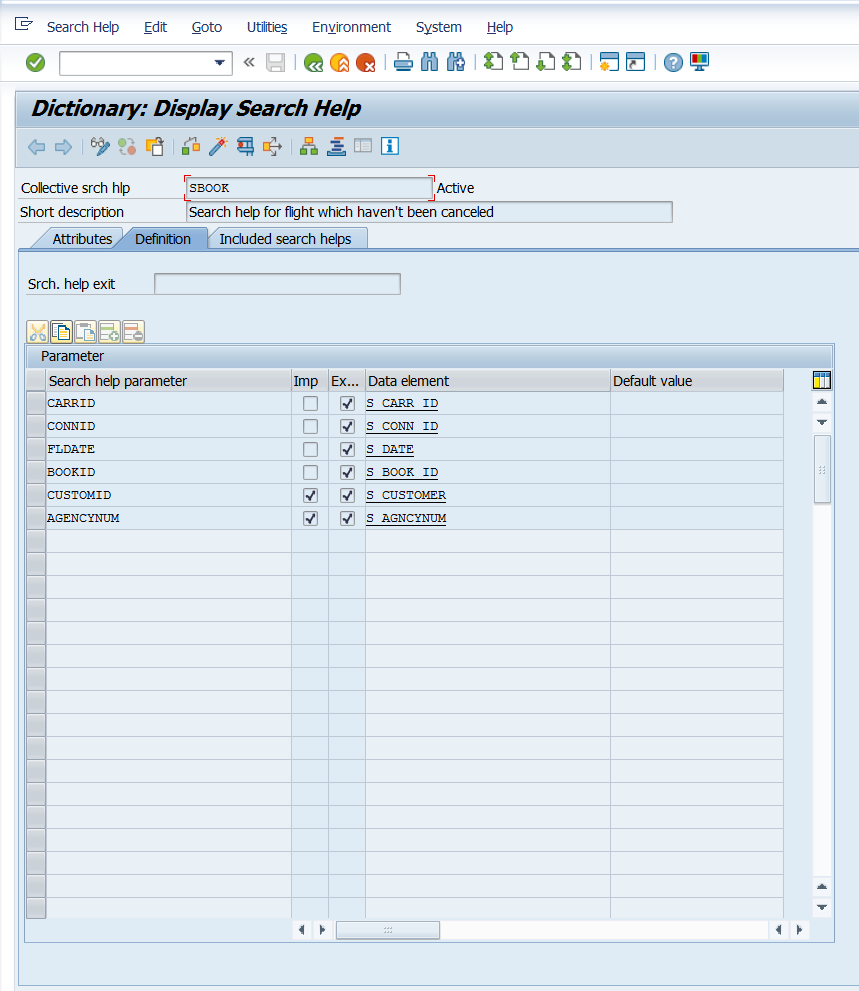 Search Help Edit Goto Utilities Environment System Help
Dictionary: Display Search Help
Collective srch hlp SBOOK Active
Short description Search help for flight which haven't been canceled
Attributes Definition Included search helps
Srch. help exit
Parameter
Search help parameter Imp Ex... Data element Default value
CARRID S_CARR_ID
CONNID S_CONN_ID
FLDATE S_DATE
BOOKID S_BOOK_ID
CUSTOMID S_CUSTOMER
AGENCYNUM S_AGNCYNUM